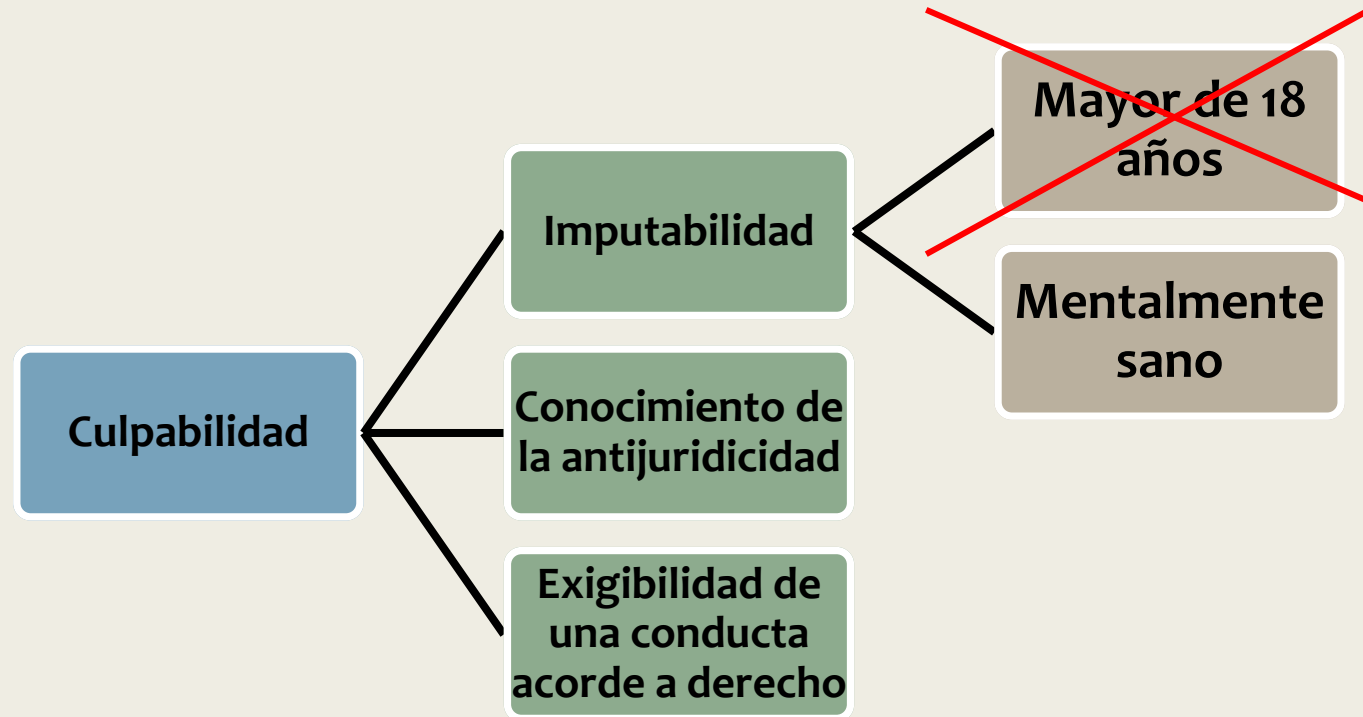 Culpabilidad
Imputabilidad
Conocimiento de
la antijuridicidad
Exigibilidad de
una conducta
acorde a derecho
Mayor de 18
años
Mentalmente
sano